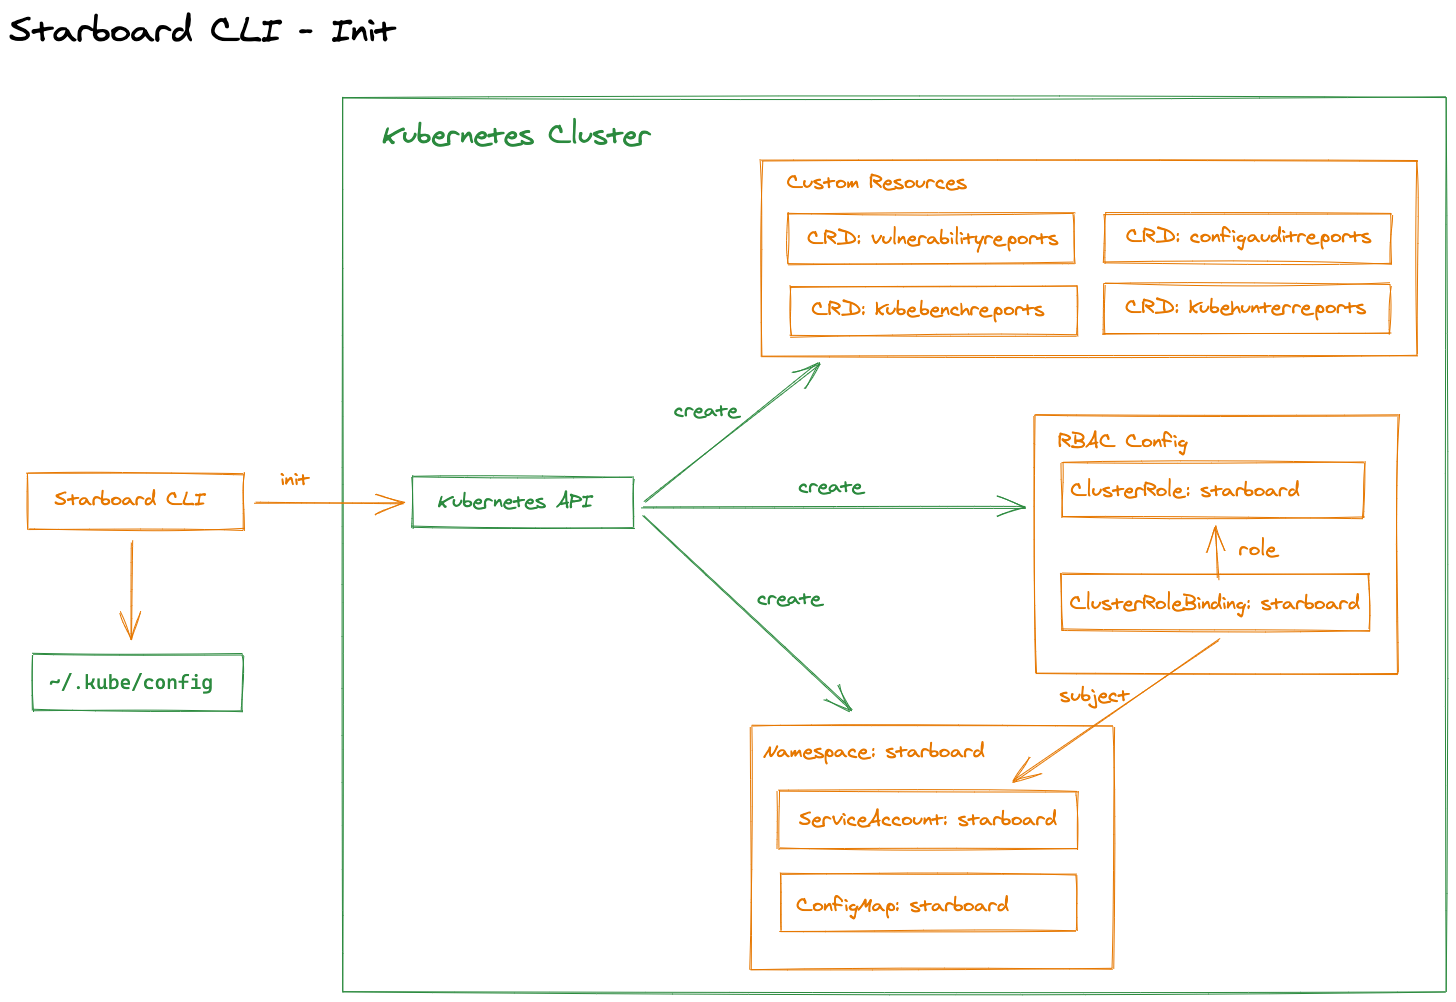 Starboard CLI - Init
Kubernetes Cluster
Custom Resources
CRD: vulnerabilityreports
CRD: configauditreports
CRD: kubebenchreports
CRD: kubehunterreports
create
RBAC Config
ClusterRole: starboard
role
ClusterRoleBinding: starboard
init
create
Starboard CLI
Kubernetes API
create
~/.kube/config
subject
Namespace: starboard
ServiceAccount: starboard
ConfigMap: starboard